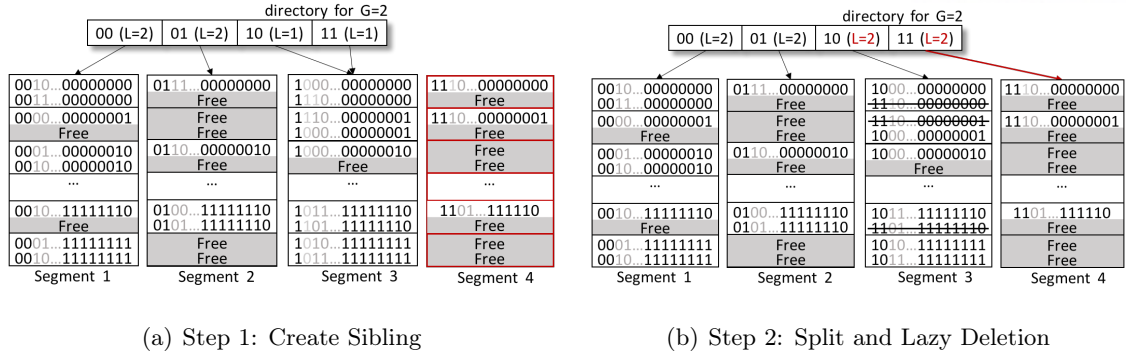 directory for G=2
00 (L=2) 01 (L=2) 10 (L=1) 11 (L=1)
0010...00000000
0011...00000000
0000...00000001
Free
0001...00000010
0010...00000010
...
0010...11111110
Free
0001...11111111
0010...11111111
Segment 1
0111...00000000
Free
Free
Free
0110...00000010
Free
...
0100...11111110
0101...11111110
Free
Free
Segment 2
1000...00000000
1110...00000000
1110...00000001
1000...00000001
1000...00000010
Free
...
1011...11111110
1101...11111110
1010...11111111
1011...11111111
Segment 3
1110...00000000
Free
1110...00000001
Free
Free
Free
...
1101...111110
Free
Free
Free
Segment 4
(a) Step 1: Create Sibling
directory for G=2
00 (L=2) 01 (L=2) 10 (L=2) 11 (L=2)
0010...00000000
0011...00000000
0000...00000001
Free
0001...00000010
0010...00000010
...
0010...11111110
Free
0001...11111111
0010...11111111
Segment 1
0111...00000000
Free
Free
Free
0110...00000010
Free
...
0100...11111110
0101...11111110
Free
Free
Segment 2
1000...00000000
1110...00000000
1110...00000001
1000...00000001
1000...00000010
Free
...
1011...11111110
1101...11111110
1010...11111111
1011...11111111
Segment 3
1110...00000000
Free
1110...00000001
Free
Free
Free
...
1101...111110
Free
Free
Free
Segment 4
(b) Step 2: Split and Lazy Deletion